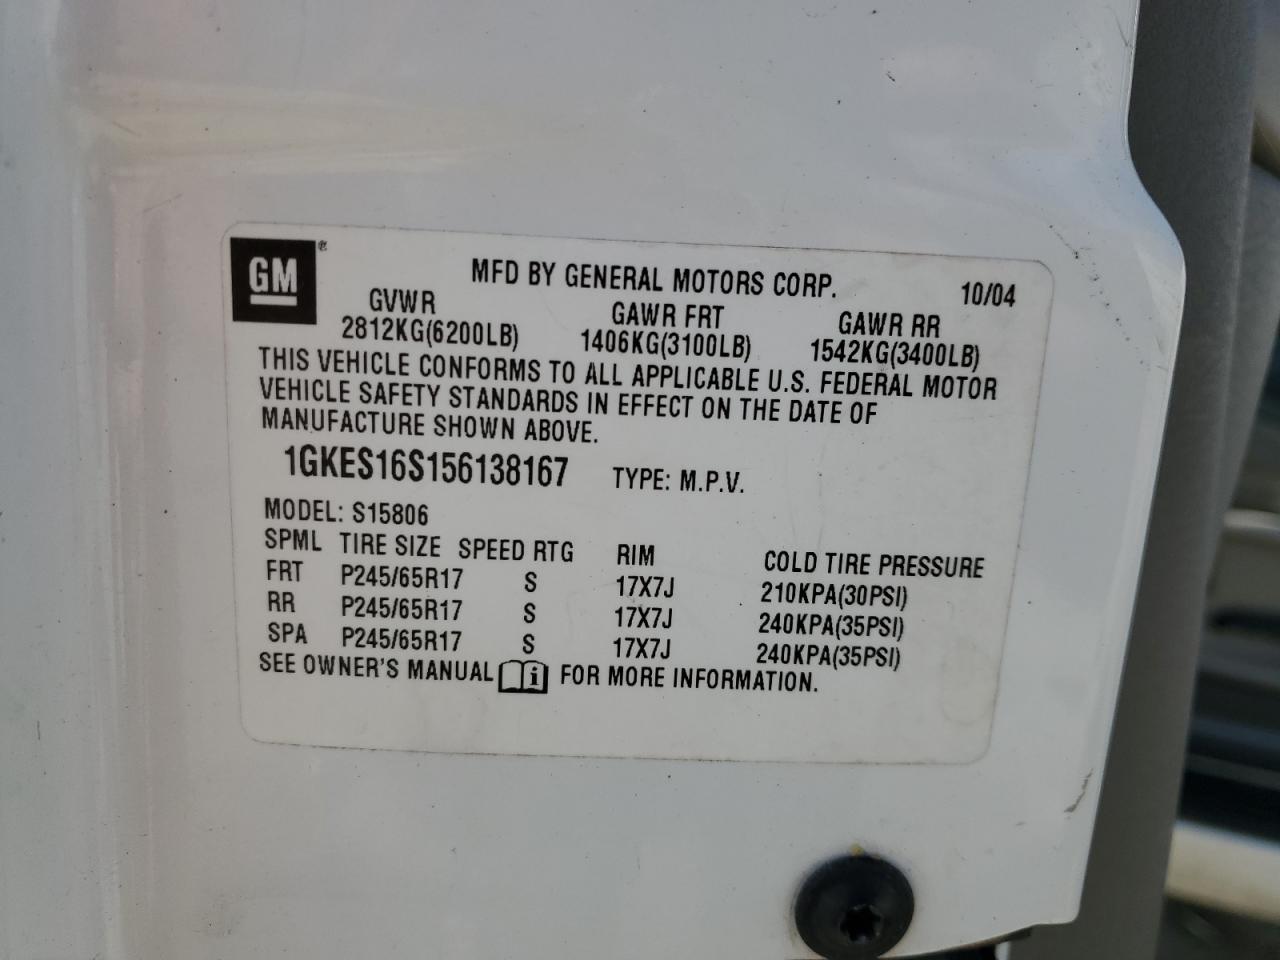 GM®
MFD BY GENERAL MOTORS CORP. 10/04
GVWR GAWR FRT GAWR RR
2812KG(6200LB) 1406KG(3100LB) 1542KG(3400LB)
THIS VEHICLE CONFORMS TO ALL APPLICABLE U.S. FEDERAL MOTOR
VEHICLE SAFETY STANDARDS IN EFFECT ON THE DATE OF
MANUFACTURE SHOWN ABOVE.
1GKES16S156138167 TYPE: M.P.V.
MODEL: S15806
SPML TIRE SIZE SPEED RTG RIM COLD TIRE PRESSURE
FRT P245/65R17 S 17X7J 210KPA(30PSI)
RR P245/65R17 S 17X7J 240KPA(35PSI)
SPA P245/65R17 S 17X7J 240KPA(35PSI)
SEE OWNER'S MANUAL i FOR MORE INFORMATION.